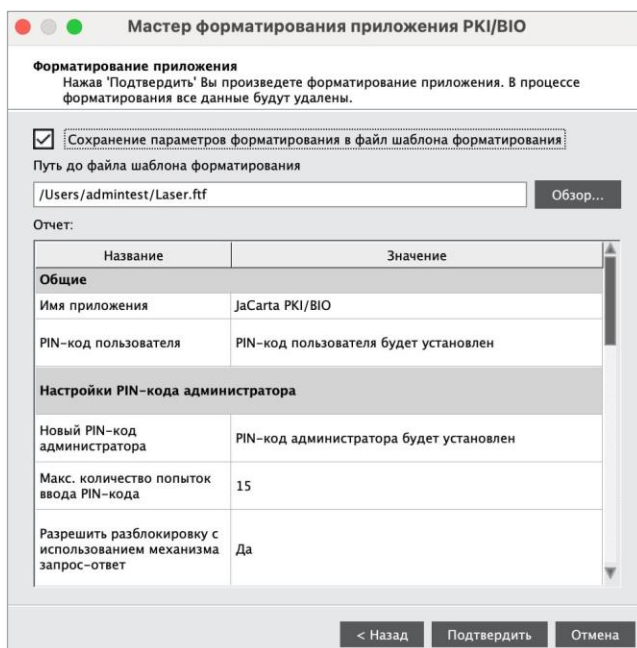 Мастер форматирования приложения PKI/BIO
Форматирование приложения
Нажав 'Подтвердить' Вы произведете форматирование приложения. В процессе
форматирования все данные будут удалены.
Сохранение параметров форматирования в файл шаблона форматирования
Путь до файла шаблона форматирования
/Users/admintest/Laser.ftf
Обзор...
Отчет:
Название
Значение
Общие
Имя приложения
JaCarta PKI/BIO
PIN-код пользователя
PIN-код пользователя будет установлен
Настройки PIN-кода администратора
Новый PIN-код
администратора
PIN-код администратора будет установлен
Макс. количество попыток
ввода PIN-кода
15
Разрешить разблокировку с
использованием механизма
запрос-ответ
Да
< Назад
Подтвердить
Отмена